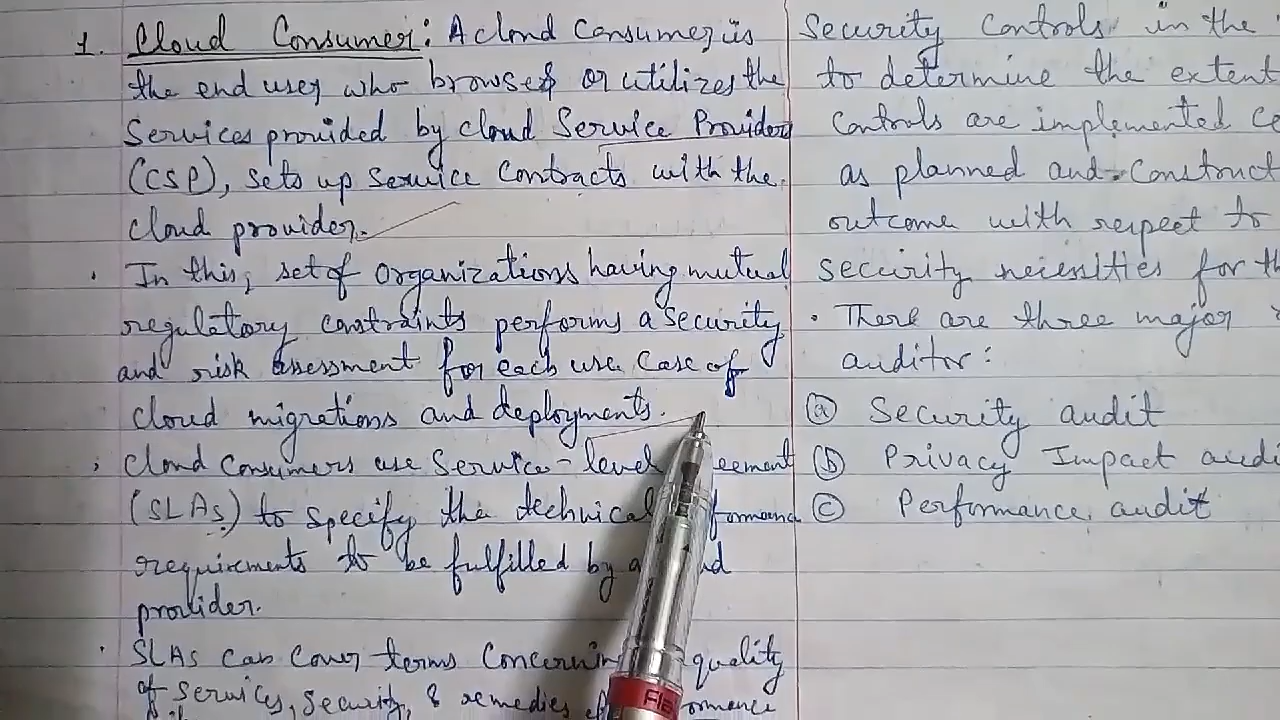 1. Cloud Consumer: A cloud Consumer is
the end user who browses or utilizes the
Services provided by cloud Service Provider
(CSP), sets up service contracts with the
cloud provider.
· In this, set of organizations having mutual
regulatory constraints performs a security
and risk assessment for each use case of
cloud migrations and deployments.
cloud consumers use Service-level
(SLAs) to specify the technical
requirements to be fulfilled by a
provider.
· SLAs can cover terms concerning quality
of services, security, & remedies
Security Controls in the
to determine the extent
controls are implemented
as planned and construct
outcome with respect to
security necessities for
· There are three major
auditor:
(a) Security audit
(b) Privacy Impact
(c) Performance audit